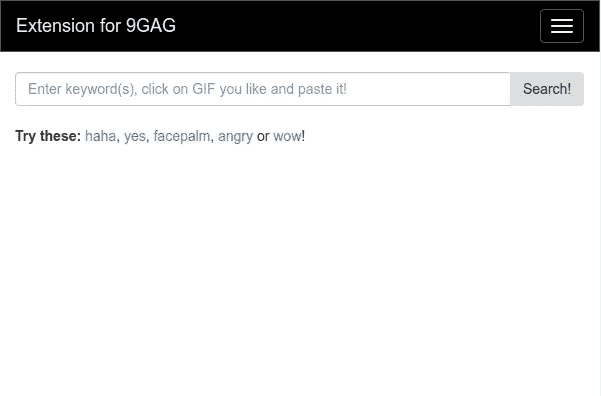 Extension for 9GAG
Enter keyword(s), click on GIF you like and paste it! Search!
Try these: haha, yes, facepalm, angry or wow!